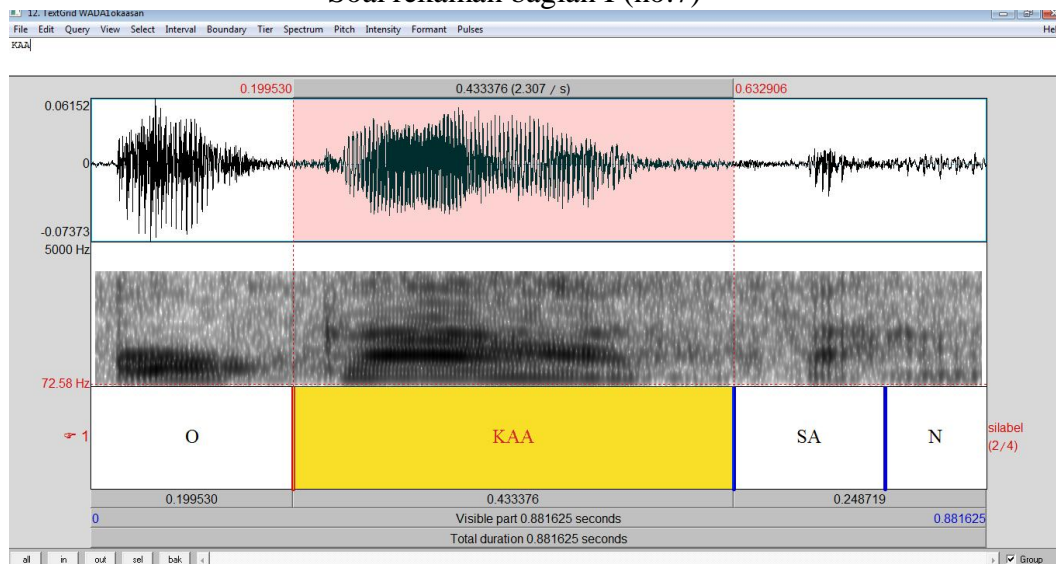 Soal rekaman bagian I (no.7)
12. TextGrid WADA1okaasan
File Edit Query View Select Interval Boundary Tier Spectrum Pitch Intensity Formant Pulses Hel
KAA
0.199530 0.433376 (2.307 / s) 0.632906
0.06152
0
-0.07373
5000 Hz
72.58 Hz
1 O KAA SA N silabel (2/4)
0.199530 0.433376 0.248719
0 Visible part 0.881625 seconds 0.881625
Total duration 0.881625 seconds
all in out sel bak Group